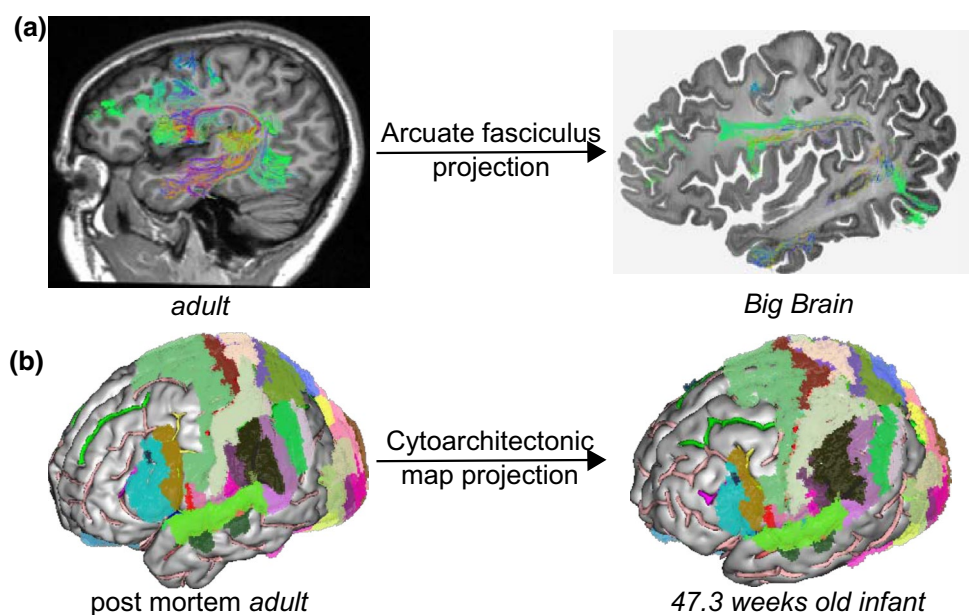 (a)
Arcuate fasciculus
projection
adult
Big Brain
(b)
Cytoarchitectonic
map projection
post mortem adult
47.3 weeks old infant